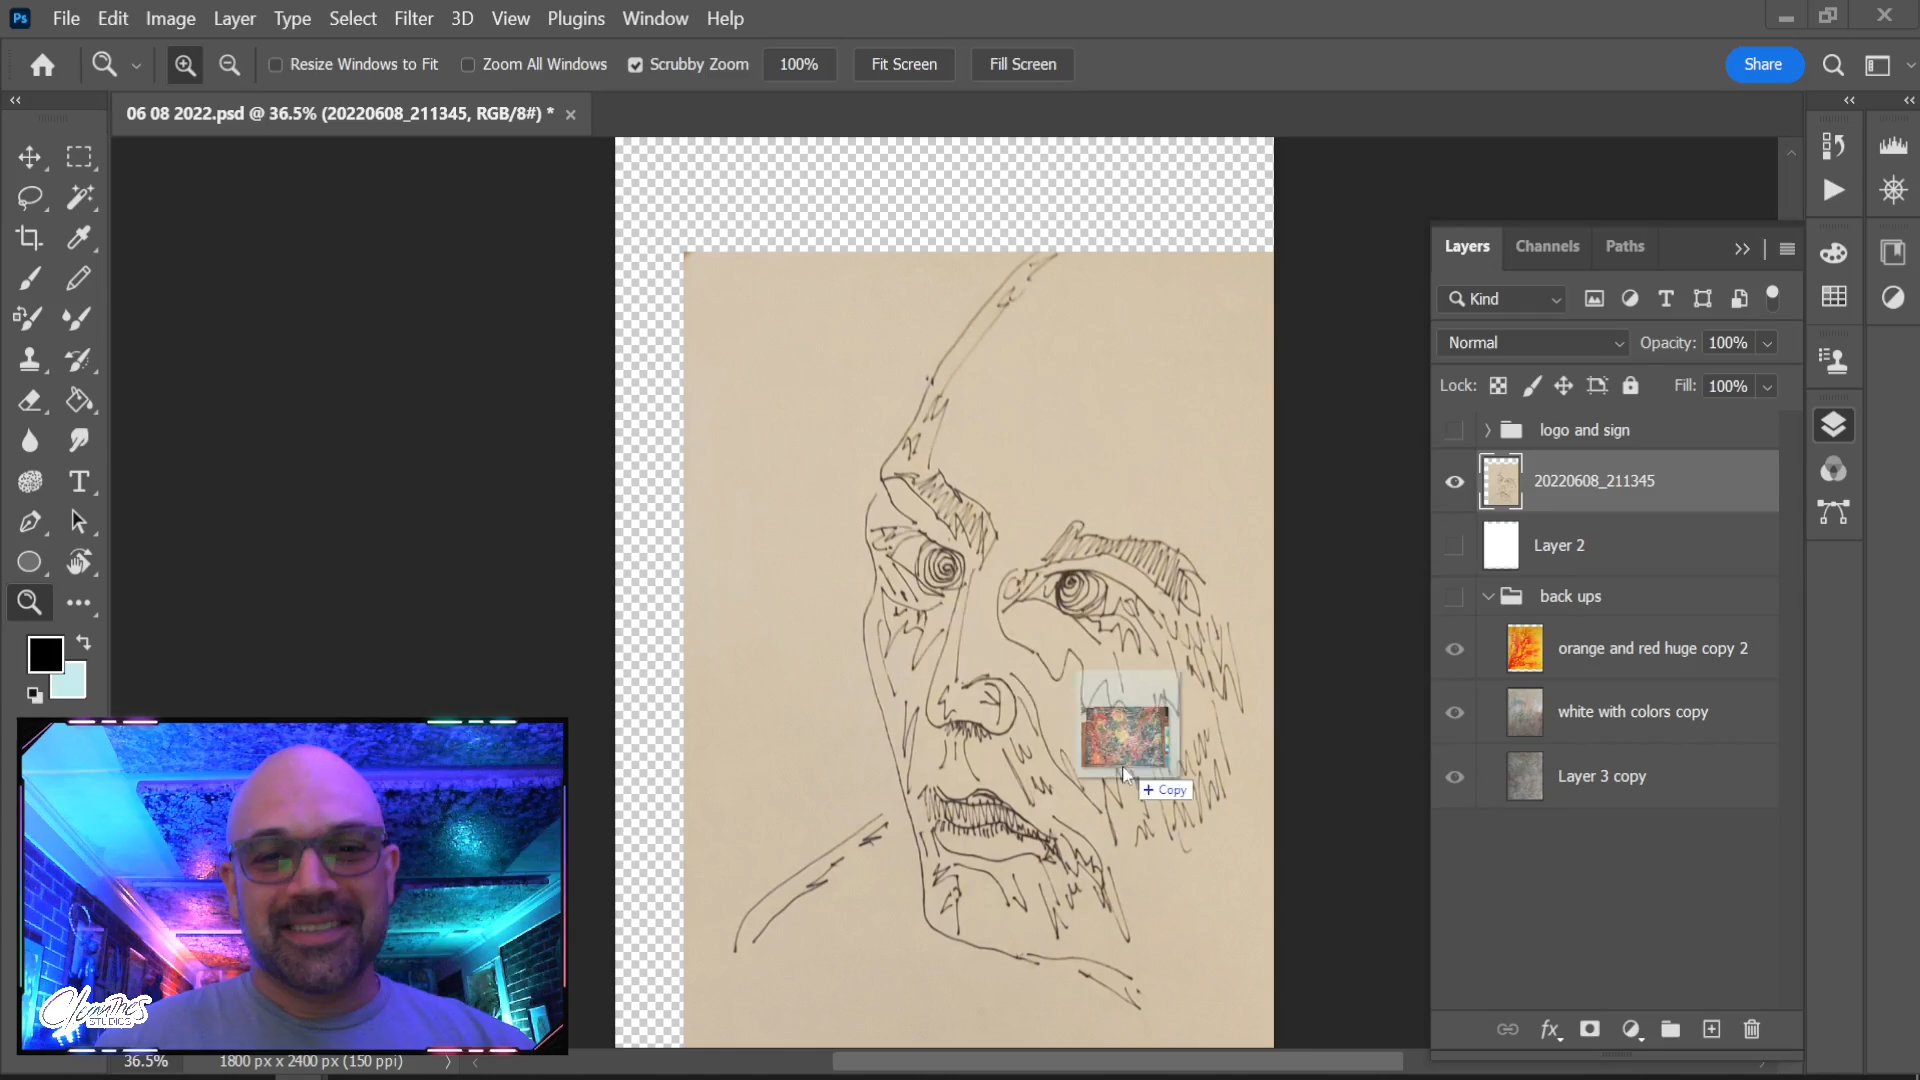 Ps File Edit Image Layer Type Select Filter 3D View Plugins Window Help
Resize Windows to Fit Zoom All Windows Scrubby Zoom 100% Fit Screen Fill Screen Share
06 08 2022.psd @ 36.5% (20220608_211345, RGB/8#) *
Layers Channels Paths
Kind
Normal Opacity: 100%
Lock: Fill: 100%
logo and sign
20220608_211345
Layer 2
back ups
orange and red huge copy 2
white with colors copy
Layer 3 copy
+ Copy
STUDIOS
fx
36.5% 1800 px x 2400 px (150 ppi)